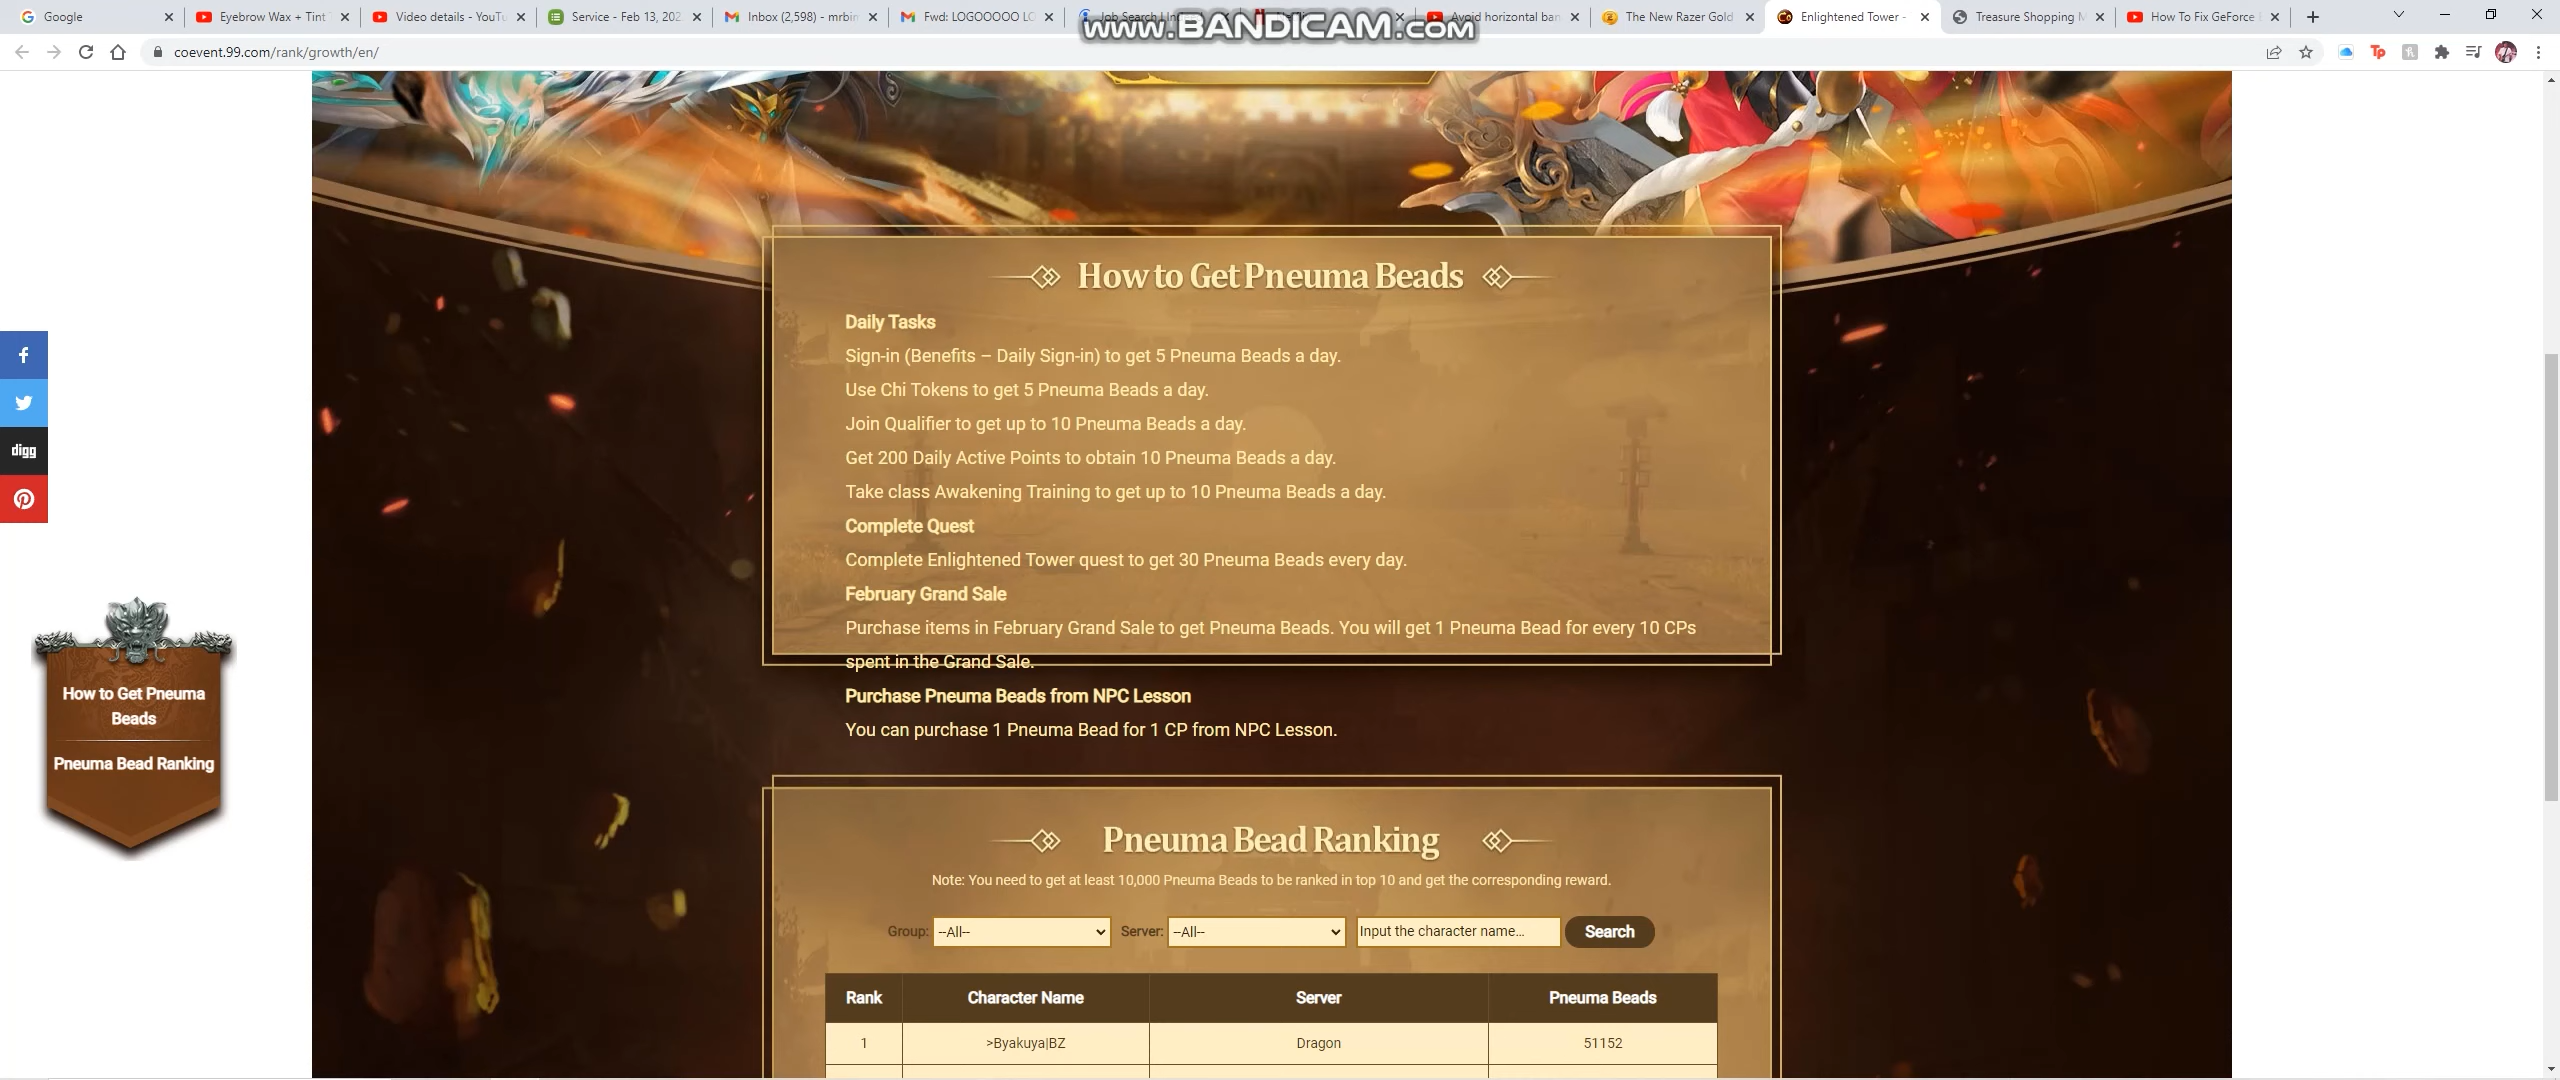 Google
Eyebrow Wax + Tint
Video details - YouTu
Service - Feb 13, 202
Inbox (2,598) - mrbin
Fwd: LOGOOOOO LO
Job Search | In
Avoid horizontal ban
The New Razer Gold
Enlightened Tower -
Treasure Shopping M
How To Fix GeForce
www.BANDICAM.com
coevent.99.com/rank/growth/en/
How to Get Pneuma Beads
Daily Tasks
Sign-in (Benefits – Daily Sign-in) to get 5 Pneuma Beads a day.
Use Chi Tokens to get 5 Pneuma Beads a day.
Join Qualifier to get up to 10 Pneuma Beads a day.
Get 200 Daily Active Points to obtain 10 Pneuma Beads a day.
Take class Awakening Training to get up to 10 Pneuma Beads a day.
Complete Quest
Complete Enlightened Tower quest to get 30 Pneuma Beads every day.
February Grand Sale
Purchase items in February Grand Sale to get Pneuma Beads. You will get 1 Pneuma Bead for every 10 CPs
spent in the Grand Sale.
Purchase Pneuma Beads from NPC Lesson
You can purchase 1 Pneuma Bead for 1 CP from NPC Lesson.
digg
How to Get Pneuma
Beads
Pneuma Bead Ranking
Pneuma Bead Ranking
Note: You need to get at least 10,000 Pneuma Beads to be ranked in top 10 and get the corresponding reward.
Group: --All-- Server: --All-- Input the character name... Search
Rank Character Name Server Pneuma Beads
1 >Byakuya|BZ Dragon 51152